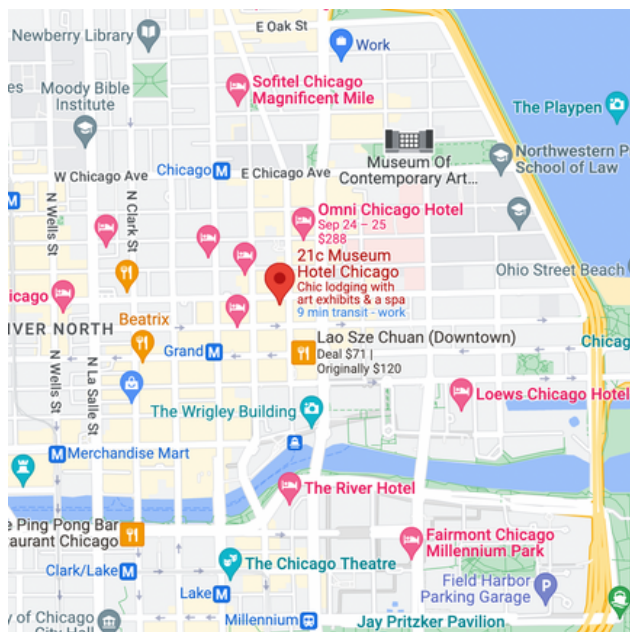 E Oak St
Newberry Library
Work
Moody Bible
Institute
Sofitel Chicago
Magnificent Mile
The Playpen
Museum Of
Contemporary Art...
Northwestern P
School of Law
Chicago M
E Chicago Ave
W Chicago Ave
M
N Wells St
N Clark St
Omni Chicago Hotel
Sep 24 – 25
$288
21c Museum
Hotel Chicago
Chic lodging with
art exhibits & a spa
9 min transit - work
Ohio Street Beach
icago
Beatrix
IVER NORTH
Grand M
Lao Sze Chuan (Downtown)
Deal $71 |
Originally $120
Chicag
N Wells St
N La Salle St
The Wrigley Building
Loews Chicago Hotel
M Merchandise Mart
The River Hotel
e Ping Pong Bar
taurant Chicago
Fairmont Chicago
Millennium Park
The Chicago Theatre
Clark/Lake M
Lake M
Field Harbor
Parking Garage
P
y of Chicago
City Hall
Millennium
Jay Pritzker Pavilion